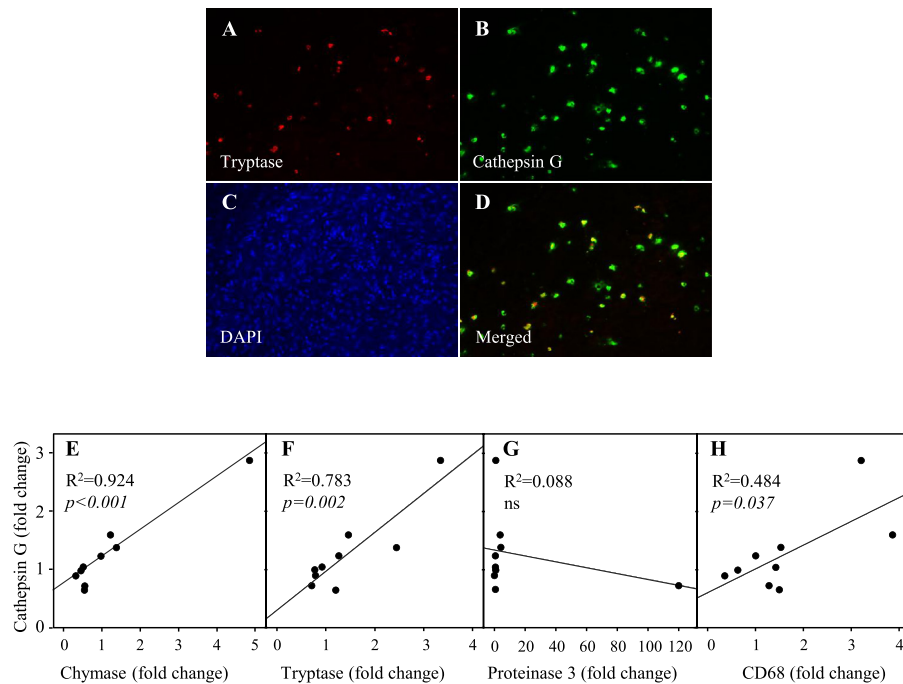 A
Tryptase
B
Cathepsin G
C
DAPI
D
Merged
Cathepsin G (fold change)
3
2
1
0
E
R²=0.924
p<0.001
0 1 2 3 4 5
Chymase (fold change)
F
R²=0.783
p=0.002
0 1 2 3 4
Tryptase (fold change)
G
R²=0.088
ns
0 20 40 60 80 100 120
Proteinase 3 (fold change)
H
R²=0.484
p=0.037
0 1 2 3 4
CD68 (fold change)